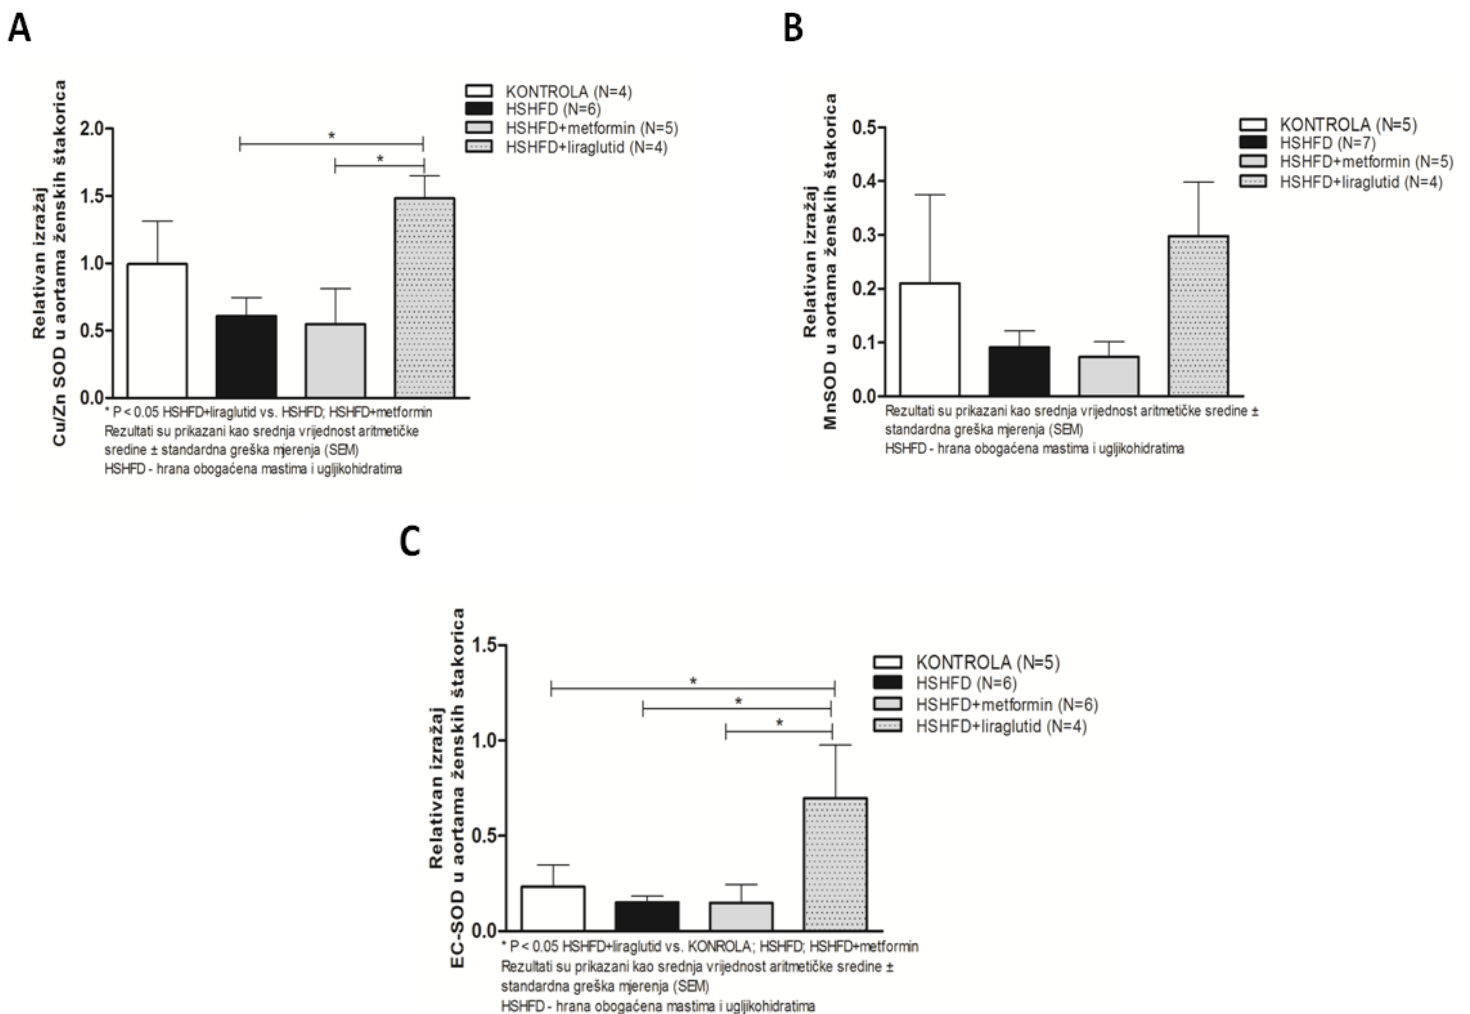 A
KONTROLA (N=4)
HSHFD (N=6)
HSHFD+metformin (N=5)
HSHFD+liraglutid (N=4)
Relativan izražaj
Cu/Zn SOD u aortama ženskih štakorica
2.0
1.5
1.0
0.5
0.0
*
*
* P < 0.05 HSHFD+liraglutid vs. HSHFD; HSHFD+metformin
Rezultati su prikazani kao srednja vrijednost aritmetičke
sredine ± standardna greška mjerenja (SEM)
HSHFD - hrana obogaćena mastima i ugljikohidratima
B
KONTROLA (N=5)
HSHFD (N=7)
HSHFD+metformin (N=5)
HSHFD+liraglutid (N=4)
Relativan izražaj
MnSOD u aortama ženskih štakorica
0.5
0.4
0.3
0.2
0.1
0.0
Rezultati su prikazani kao srednja vrijednost aritmetičke sredine ±
standardna greška mjerenja (SEM)
HSHFD - hrana obogaćena mastima i ugljikohidratima
C
KONTROLA (N=5)
HSHFD (N=6)
HSHFD+metformin (N=6)
HSHFD+liraglutid (N=4)
Relativan izražaj
EC-SOD u aortama ženskih štakorica
1.5
1.0
0.5
0.0
*
*
*
* P < 0.05 HSHFD+liraglutid vs. KONROLA; HSHFD; HSHFD+metformin
Rezultati su prikazani kao srednja vrijednost aritmetičke sredine ±
standardna greška mjerenja (SEM)
HSHFD - hrana obogaćena mastima i ugljikohidratima